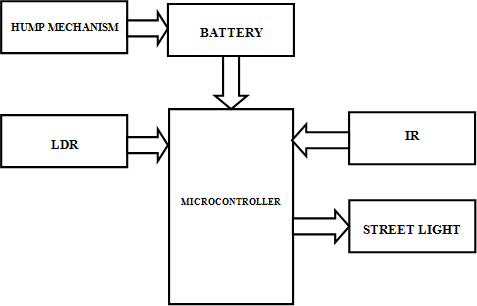 HUMP MECHANISM
BATTERY
LDR
IR
MICROCONTROLLER
STREET LIGHT